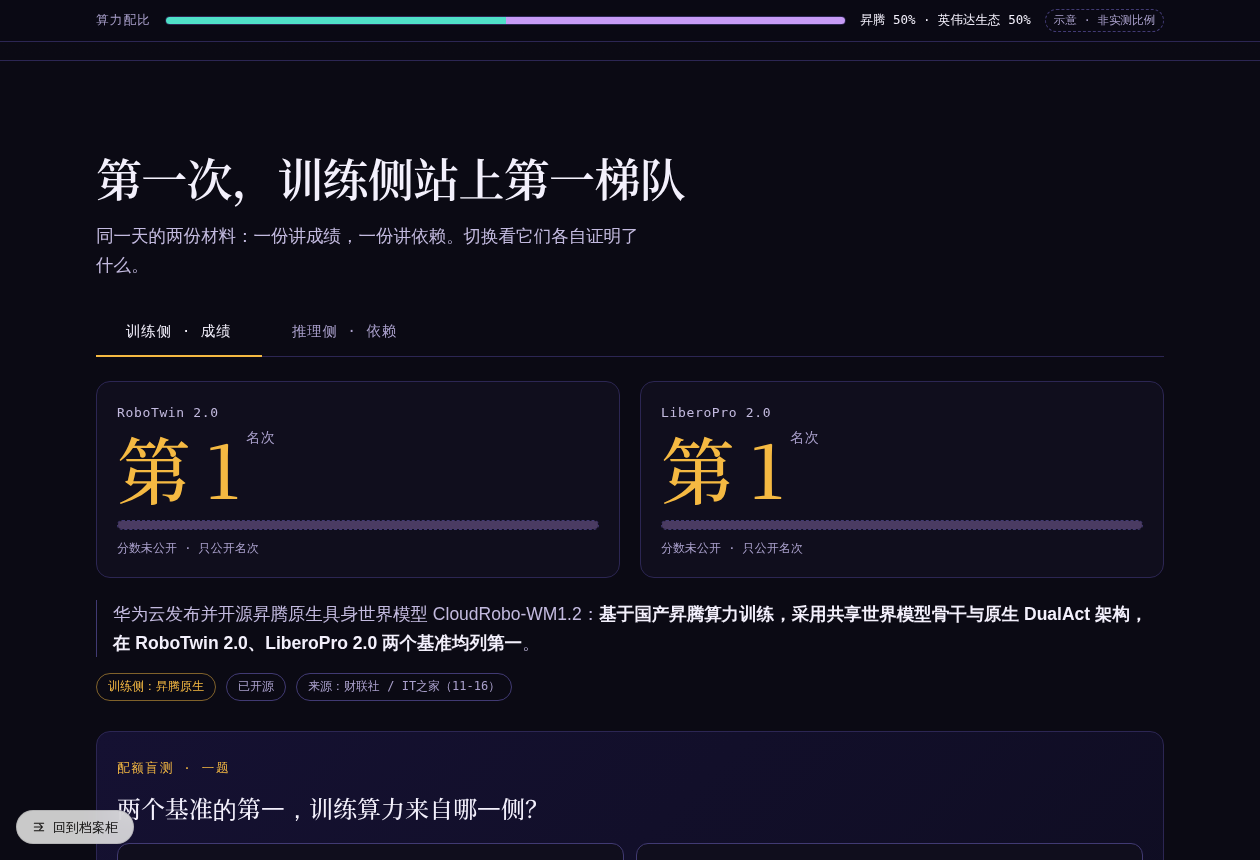 算力配比
昇腾 50% · 英伟达生态 50%
示意 · 非实测比例
第一次，训练侧站上第一梯队
同一天的两份材料：一份讲成绩，一份讲依赖。切换看它们各自证明了
什么。
训练侧 · 成绩
推理侧 · 依赖
RoboTwin 2.0
第 1 名次
分数未公开 · 只公开名次
LiberoPro 2.0
第 1 名次
分数未公开 · 只公开名次
华为云发布并开源昇腾原生具身世界模型 CloudRobo-WM1.2：基于国产昇腾算力训练，采用共享世界模型骨干与原生 DualAct 架构，
在 RoboTwin 2.0、LiberoPro 2.0 两个基准均列第一。
训练侧：昇腾原生
已开源
来源：财联社 / IT之家（11-16）
配额盲测 · 一题
两个基准的第一，训练算力来自哪一侧？
回到档案柜